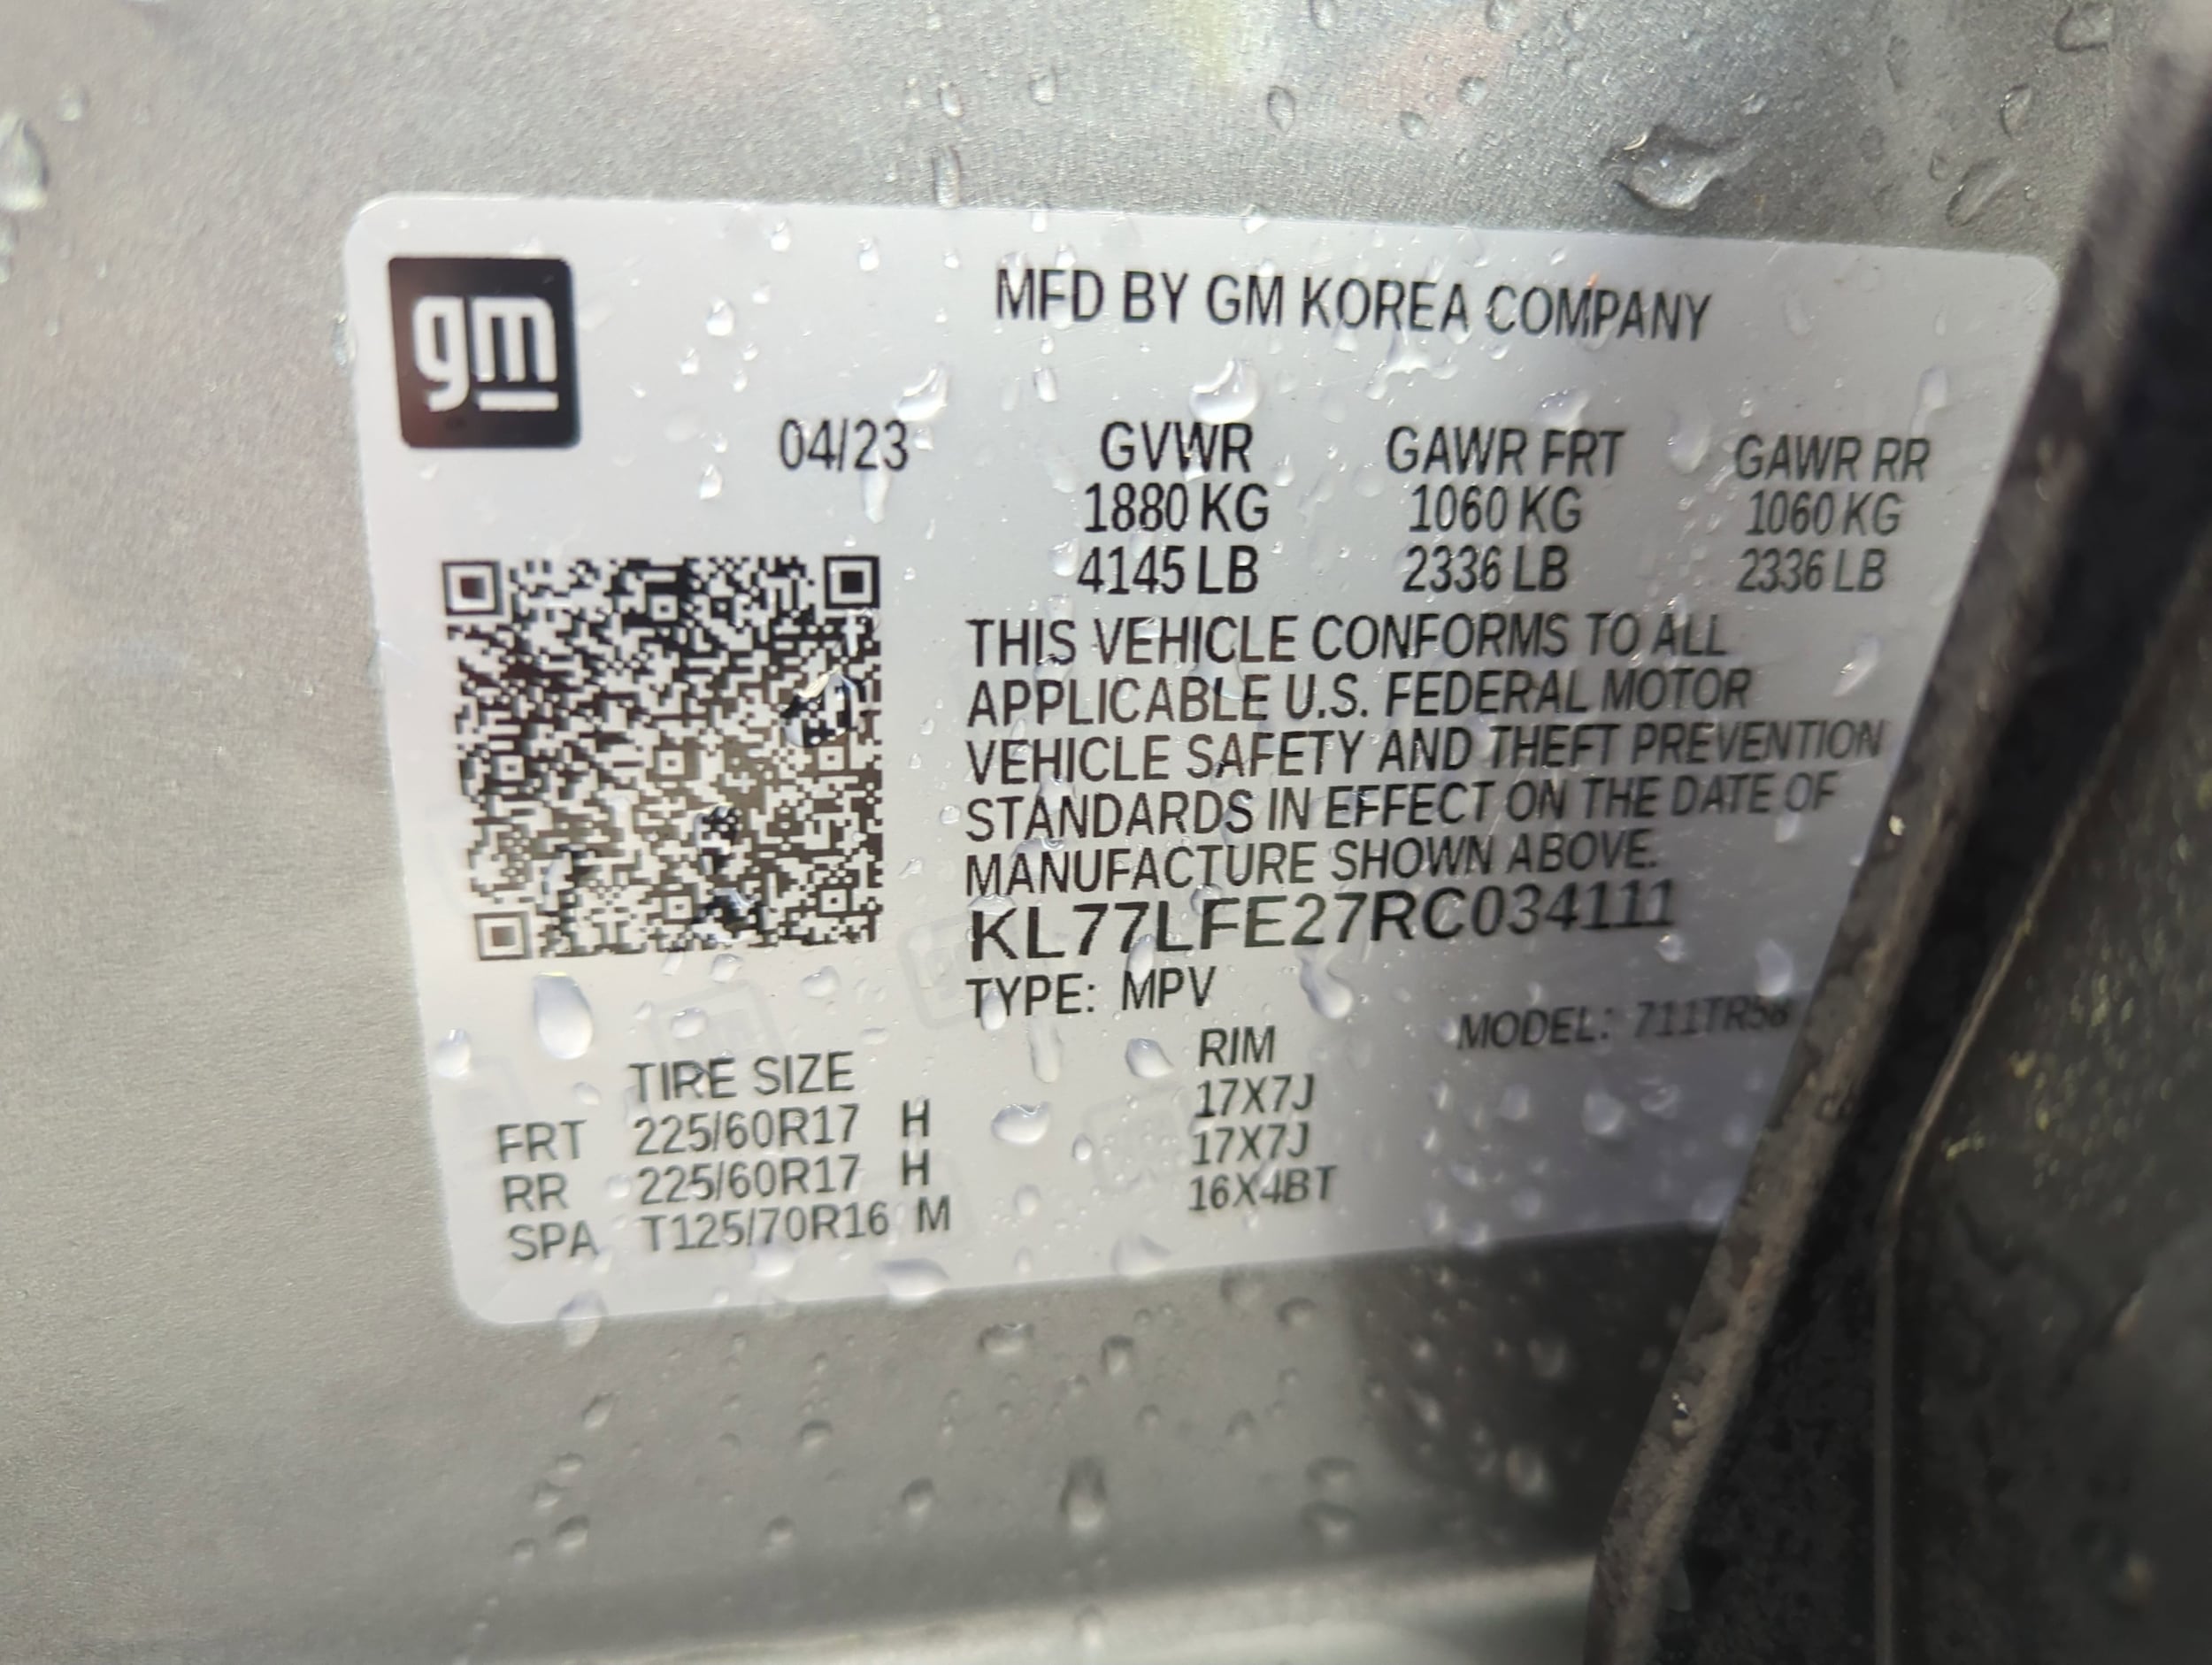 gm
MFD BY GM KOREA COMPANY
04/23 GVWR GAWR FRT GAWR RR
1880 KG 1060 KG 1060 KG
4145 LB 2336 LB 2336 LB
THIS VEHICLE CONFORMS TO ALL
APPLICABLE U.S. FEDERAL MOTOR
VEHICLE SAFETY AND THEFT PREVENTION
STANDARDS IN EFFECT ON THE DATE OF
MANUFACTURE SHOWN ABOVE.
KL77LFE27RC034111
TYPE: MPV MODEL: 711TR58
TIRE SIZE RIM
FRT 225/60R17 H 17X7J
RR 225/60R17 H 17X7J
SPA T125/70R16 M 16X4BT